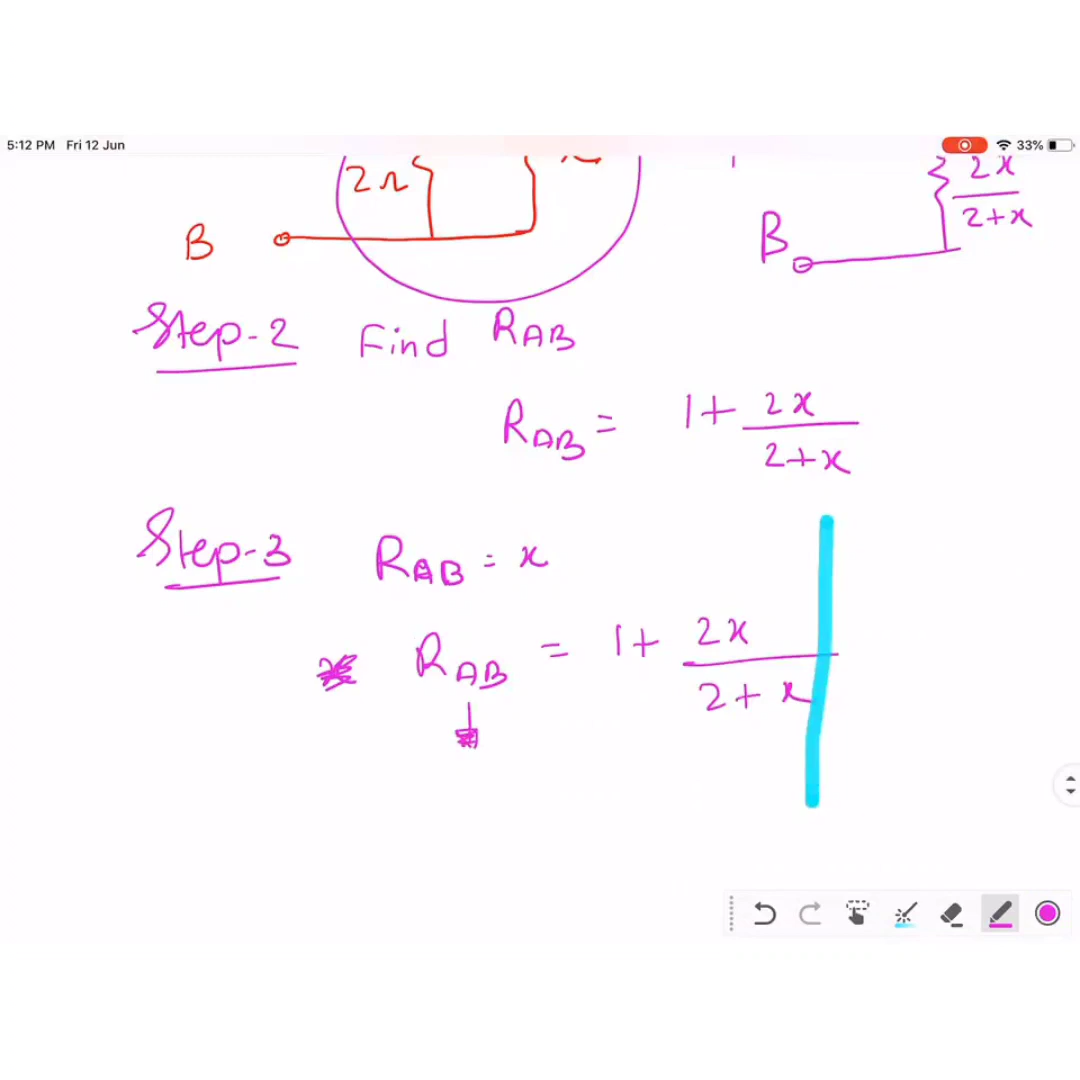 5:12 PM Fri 12 Jun
33%
2Ω
2x
2+x
B
B
Step-2 Find RAB
RAB = 1+ 2x
2+x
Step-3 RAB = x
RAB = 1+ 2x
2+x